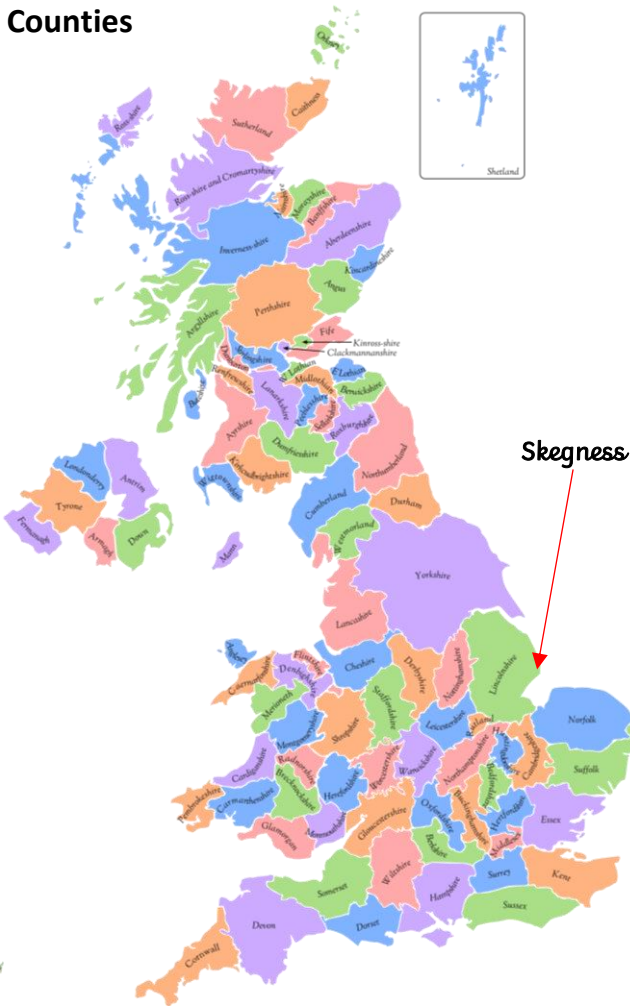 Counties
Orkney
Shetland
Ross-shire
Caithness
Sutherland
Ross-shire and Cromartyshire
Nairnshire
Morayshire
Banffshire
Aberdeenshire
Inverness-shire
Kincardineshire
Angus
Perthshire
Argyllshire
Fife
Kinross-shire
Clackmannanshire
Stirlingshire
W Lothian
E Lothian
Midlothian
Renfrewshire
Buteshire
Lanarkshire
Peeblesshire
Berwickshire
Selkirkshire
Roxburghshire
Ayrshire
Dumfriesshire
Kirkcudbrightshire
Wigtownshire
Northumberland
Skegness
Londonderry
Antrim
Tyrone
Fermanagh
Armagh
Down
Cumberland
Durham
Westmorland
Mann
Yorkshire
Lancashire
Anglesey
Flintshire
Caernarfonshire
Denbighshire
Cheshire
Derbyshire
Nottinghamshire
Lincolnshire
Merioneth
Staffordshire
Montgomeryshire
Shropshire
Leicestershire
Rutland
Norfolk
Cardiganshire
Radnorshire
Worcestershire
Warwickshire
Northamptonshire
Cambridgeshire
Suffolk
Pembrokeshire
Carmarthenshire
Brecknockshire
Herefordshire
Bedfordshire
Glamorgan
Monmouthshire
Gloucestershire
Oxfordshire
Buckinghamshire
Hertfordshire
Essex
Middlesex
Berkshire
Wiltshire
Surrey
Kent
Somerset
Hampshire
Sussex
Devon
Dorset
Cornwall